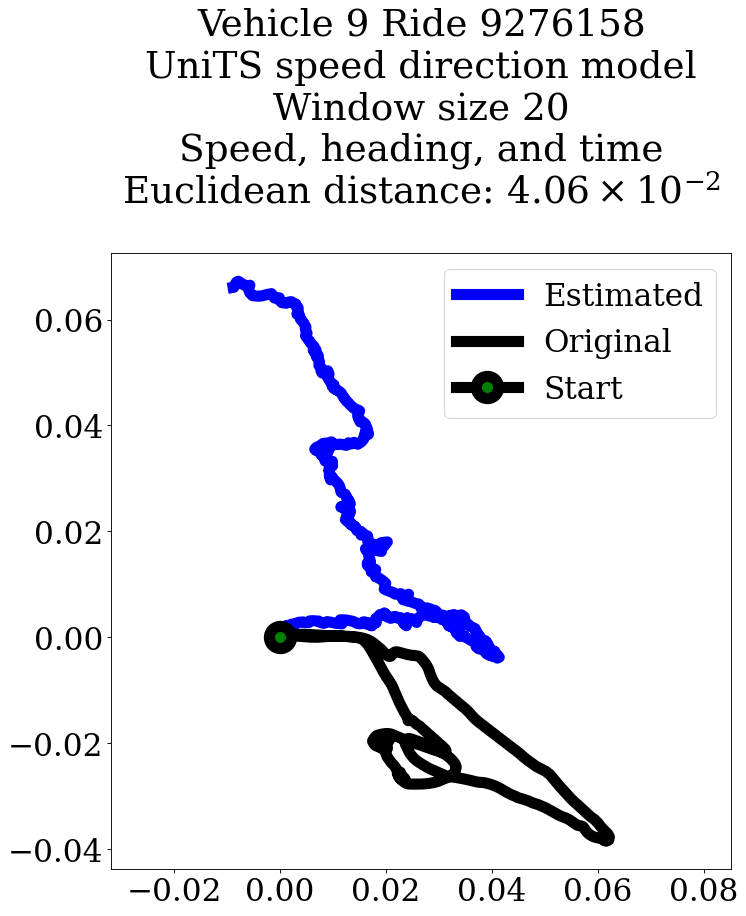 Vehicle 9 Ride 9276158
UniTS speed direction model
Window size 20
Speed, heading, and time
Euclidean distance: 4.06 × 10⁻²
Estimated
Original
Start
0.06
0.04
0.02
0.00
−0.02
−0.04
−0.02 0.00 0.02 0.04 0.06 0.08